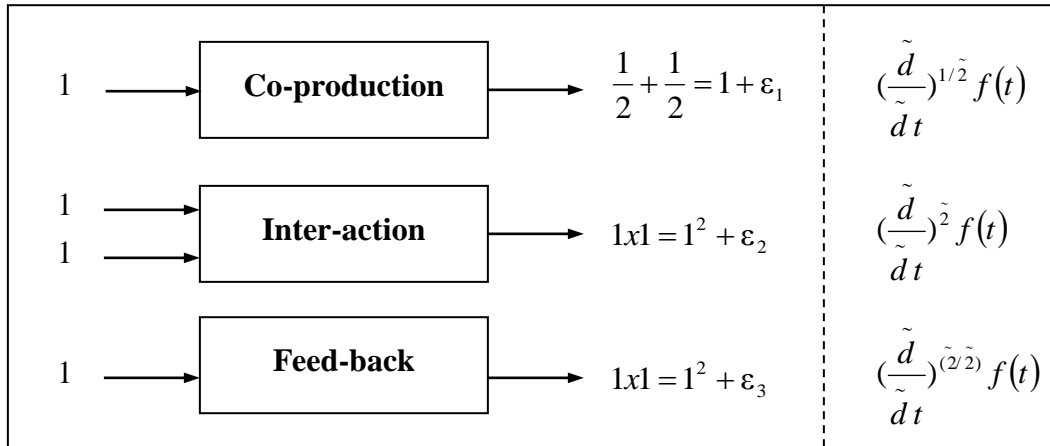 1 Co-production 1/2 + 1/2 = 1 + ε₁ (d̃/d̃ t)^(1/2̃) f(t)
1
1 Inter-action 1x1 = 1² + ε₂ (d̃/d̃ t)^2̃ f(t)
1 Feed-back 1x1 = 1² + ε₃ (d̃/d̃ t)^(2̃/2̃) f(t)